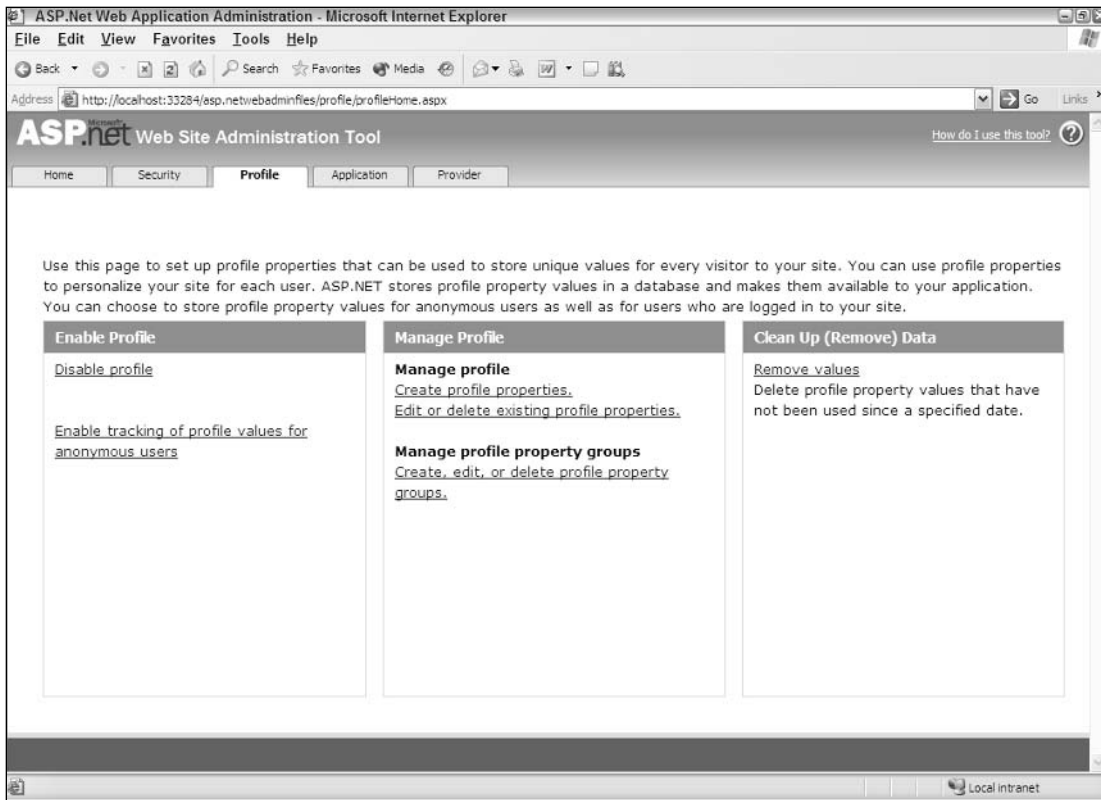 ASP.Net Web Application Administration - Microsoft Internet Explorer
File Edit View Favorites Tools Help
Back Search Favorites Media
Address http://localhost:33284/asp.netwebadminfiles/profile/profileHome.aspx Go Links
Microsoft
ASP.net Web Site Administration Tool How do I use this tool? ?
Home Security Profile Application Provider
Use this page to set up profile properties that can be used to store unique values for every visitor to your site. You can use profile properties
to personalize your site for each user. ASP.NET stores profile property values in a database and makes them available to your application.
You can choose to store profile property values for anonymous users as well as for users who are logged in to your site.
Enable Profile
Disable profile
Enable tracking of profile values for
anonymous users
Manage Profile
Manage profile
Create profile properties.
Edit or delete existing profile properties.
Manage profile property groups
Create, edit, or delete profile property
groups.
Clean Up (Remove) Data
Remove values
Delete profile property values that have
not been used since a specified date.
Local intranet